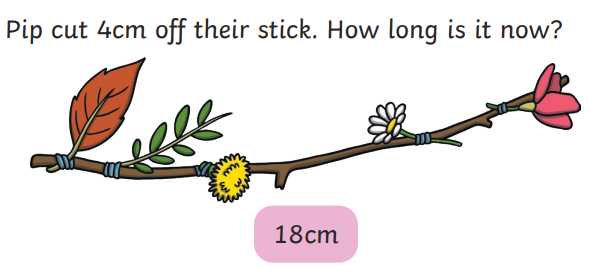 Pip cut 4cm off their stick. How long is it now?
18cm